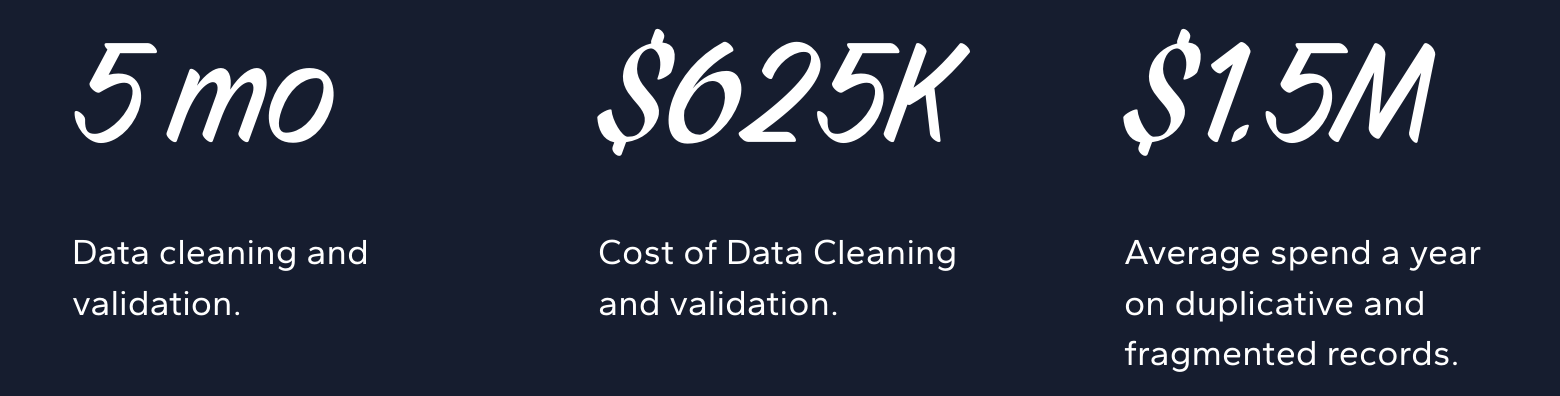 5 mo
Data cleaning and
validation.
$625K
Cost of Data Cleaning
and validation.
$1.5M
Average spend a year
on duplicative and
fragmented records.